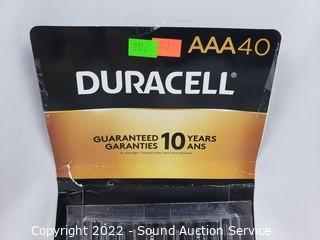 AAA40
DURACELL®
GUARANTEED
GARANTIES
10 YEARS
ANS
Copyright 2022 - Sound Auction Service